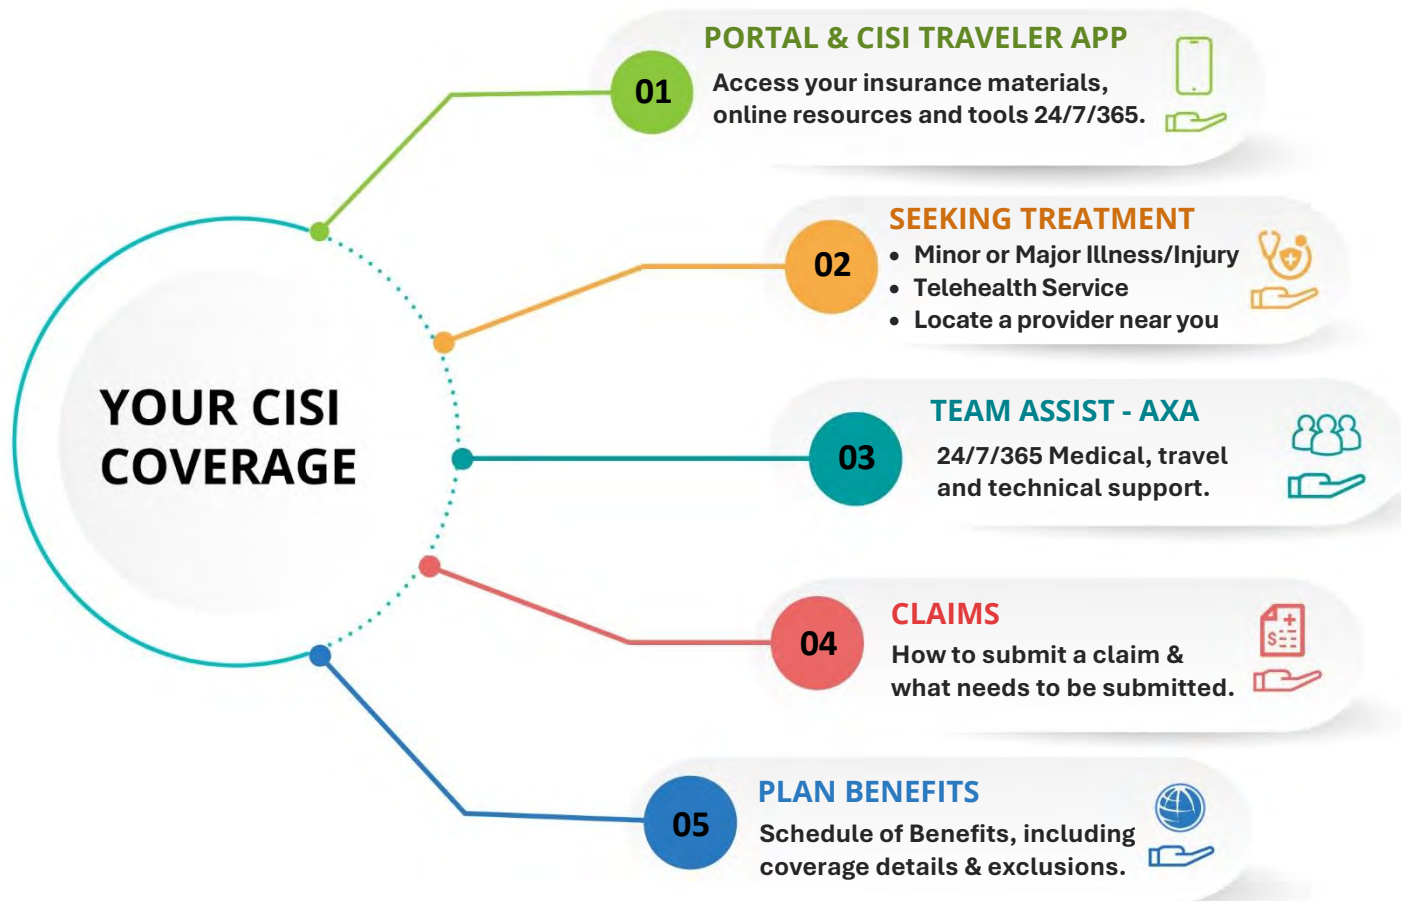 YOUR CISI
COVERAGE
01
PORTAL & CISI TRAVELER APP
Access your insurance materials,
online resources and tools 24/7/365.
02
SEEKING TREATMENT
• Minor or Major Illness/Injury
• Telehealth Service
• Locate a provider near you
03
TEAM ASSIST - AXA
24/7/365 Medical, travel
and technical support.
04
CLAIMS
How to submit a claim &
what needs to be submitted.
$
05
PLAN BENEFITS
Schedule of Benefits, including
coverage details & exclusions.